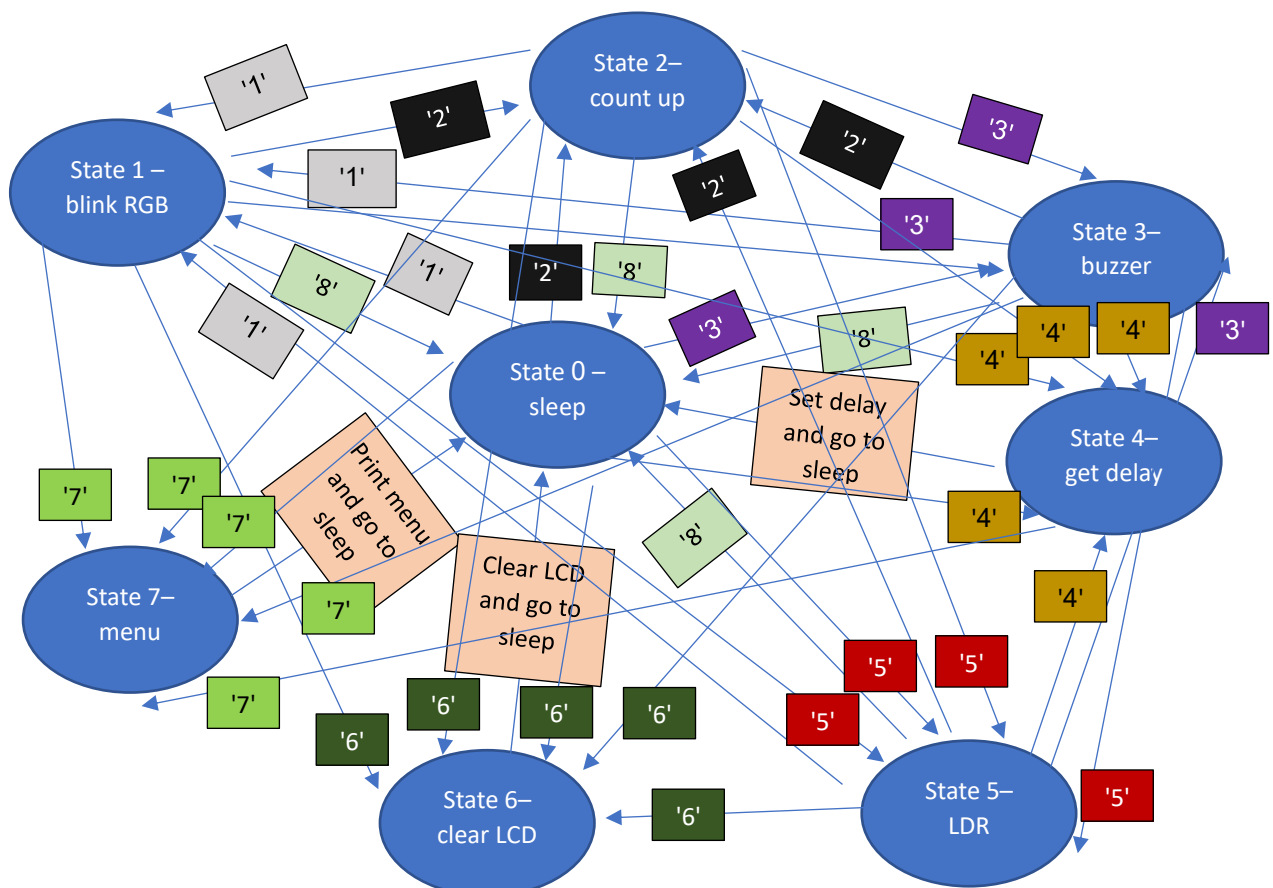 State 2–
count up
'1'
'2'
'3'
'2'
State 1 –
blink RGB
'1'
'2'
'3'
State 3–
buzzer
'8'
'1'
'2'
'8'
'1'
'3'
'8'
'4'
'4'
'4'
'3'
State 0 –
sleep
Set delay
and go to
sleep
State 4–
get delay
'7'
'7'
'7'
Print menu
and go to
sleep
'4'
'8'
Clear LCD
and go to
sleep
State 7–
menu
'7'
'4'
'7'
'5'
'5'
'5'
'6'
'6'
'6'
'6'
State 6–
clear LCD
'6'
State 5–
LDR
'5'